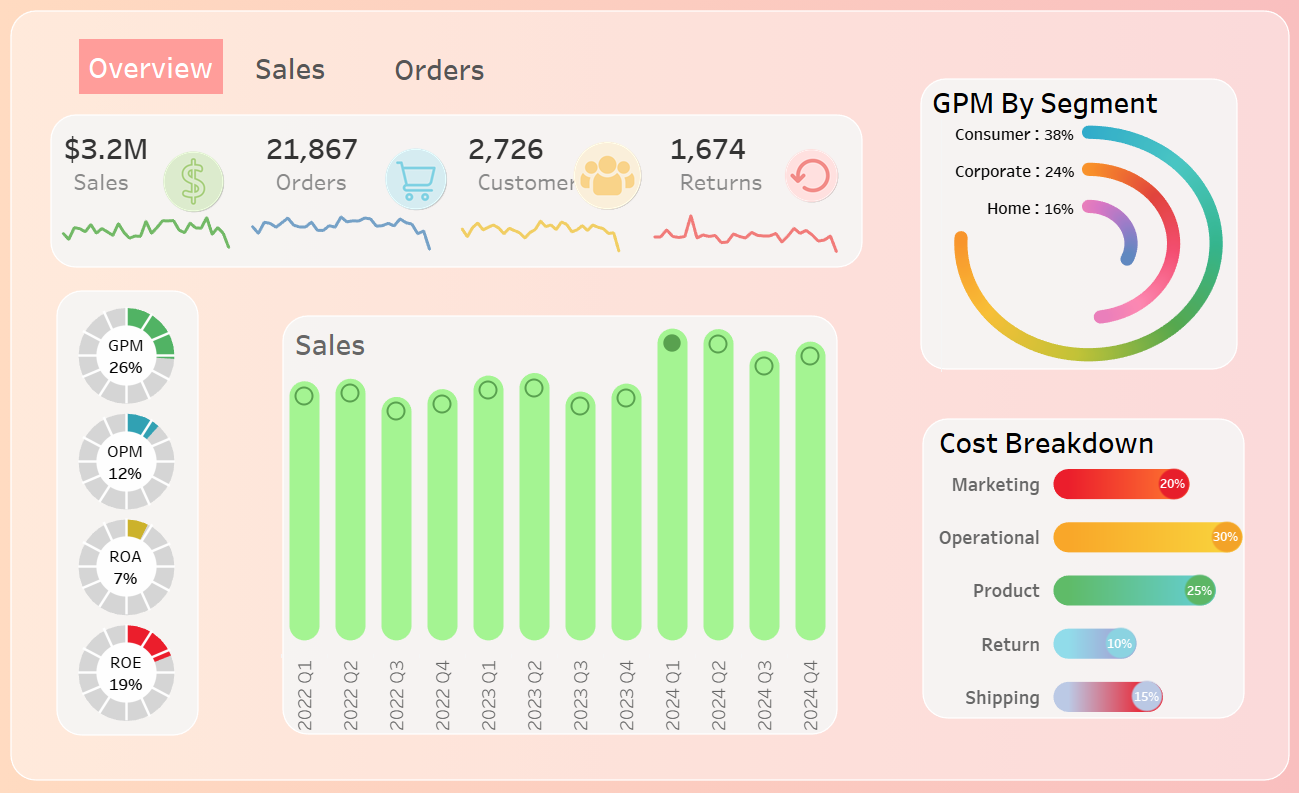 Overview Sales Orders
$3.2M 21,867 2,726 1,674
Sales Orders Customer Returns
GPM By Segment
Consumer : 38%
Corporate : 24%
Home : 16%
GPM
26%
OPM
12%
ROA
7%
ROE
19%
Sales
2022 Q1
2022 Q2
2022 Q3
2022 Q4
2023 Q1
2023 Q2
2023 Q3
2023 Q4
2024 Q1
2024 Q2
2024 Q3
2024 Q4
Cost Breakdown
Marketing 20%
Operational 30%
Product 25%
Return 10%
Shipping 15%